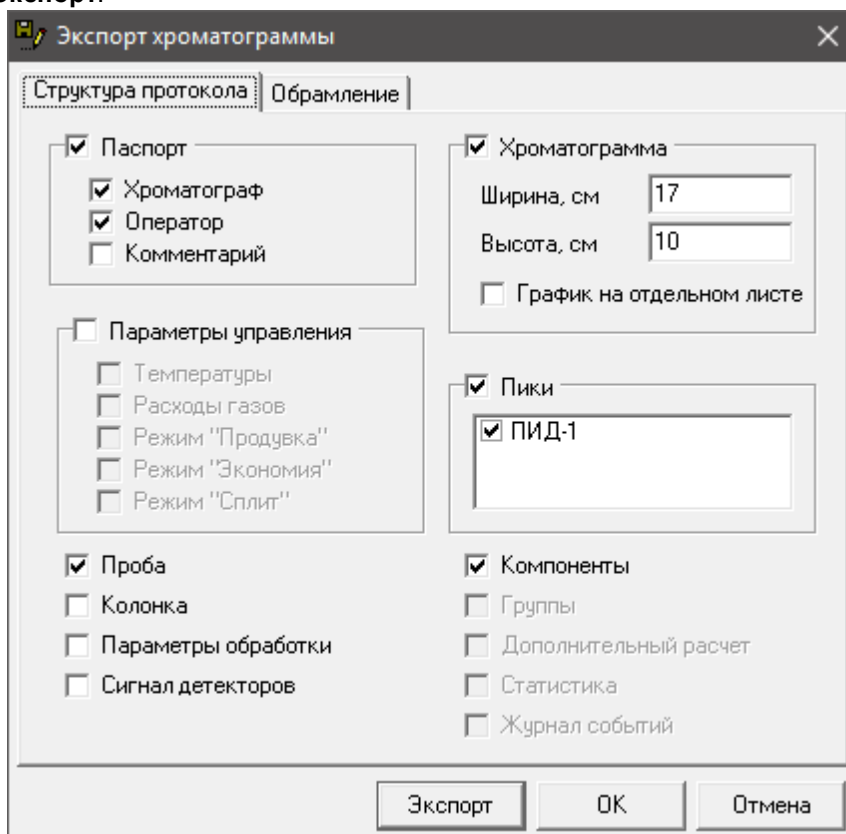 экспорт.
Экспорт хроматограммы
Структура протокола
Обрамление
Паспорт
Хроматограф
Оператор
Комментарий
Параметры управления
Температуры
Расходы газов
Режим "Продувка"
Режим "Экономия"
Режим "Сплит"
Проба
Колонка
Параметры обработки
Сигнал детекторов
Хроматограмма
Ширина, см 17
Высота, см 10
График на отдельном листе
Пики
ПИД-1
Компоненты
Группы
Дополнительный расчет
Статистика
Журнал событий
Экспорт
OK
Отмена